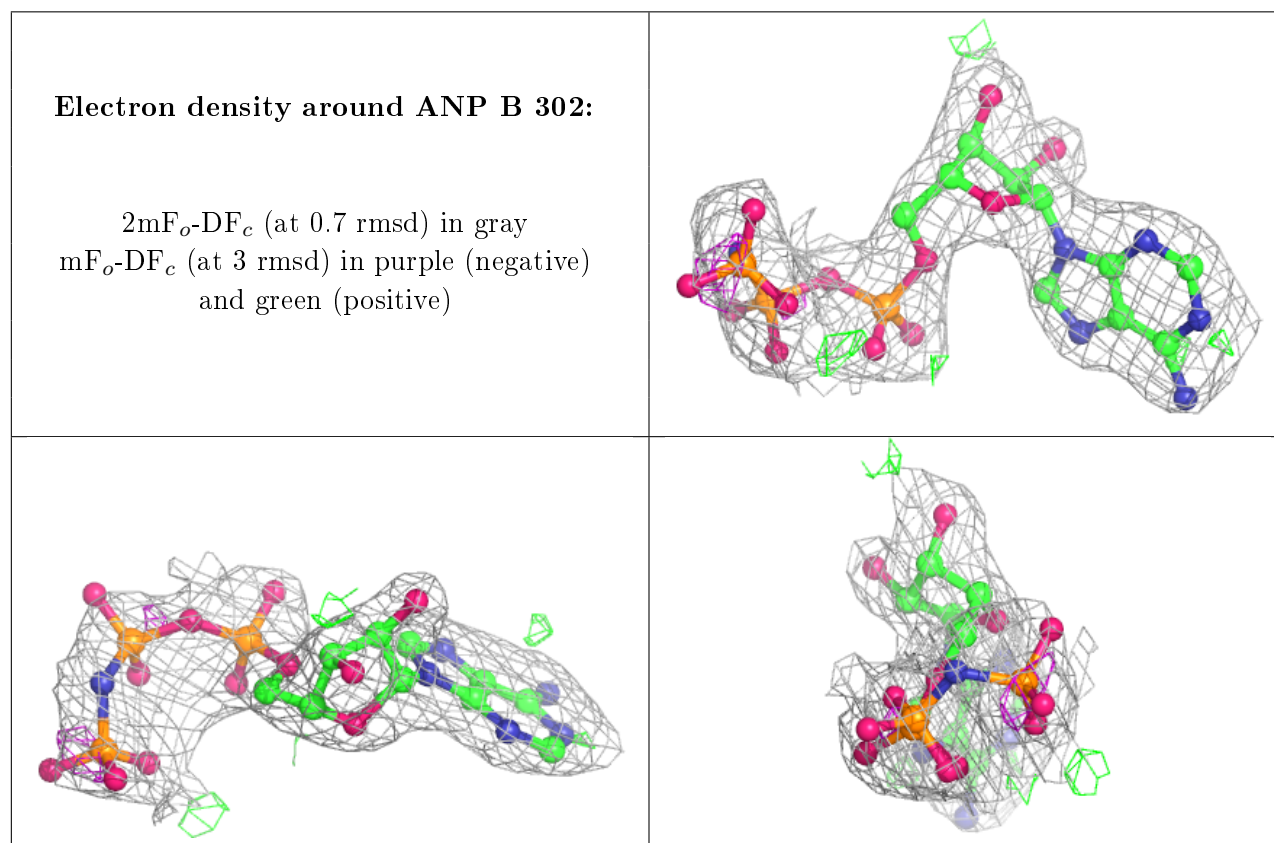 Electron density around ANP B 302:
2mFₒ-DF𝒸 (at 0.7 rmsd) in gray
mFₒ-DF𝒸 (at 3 rmsd) in purple (negative)
and green (positive)